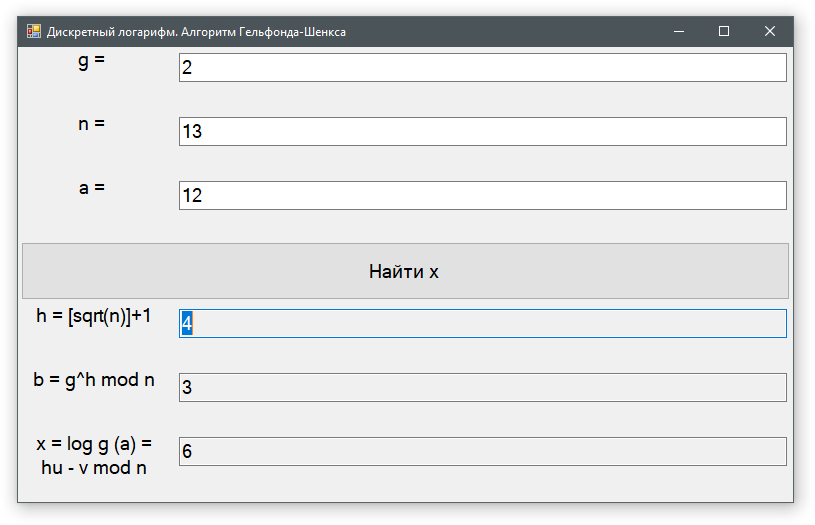 Дискретный логарифм. Алгоритм Гельфонда-Шенкса
g =
2
n =
13
a =
12
Найти x
h = [sqrt(n)]+1
4
b = g^h mod n
3
x = log g (a) =
hu - v mod n
6